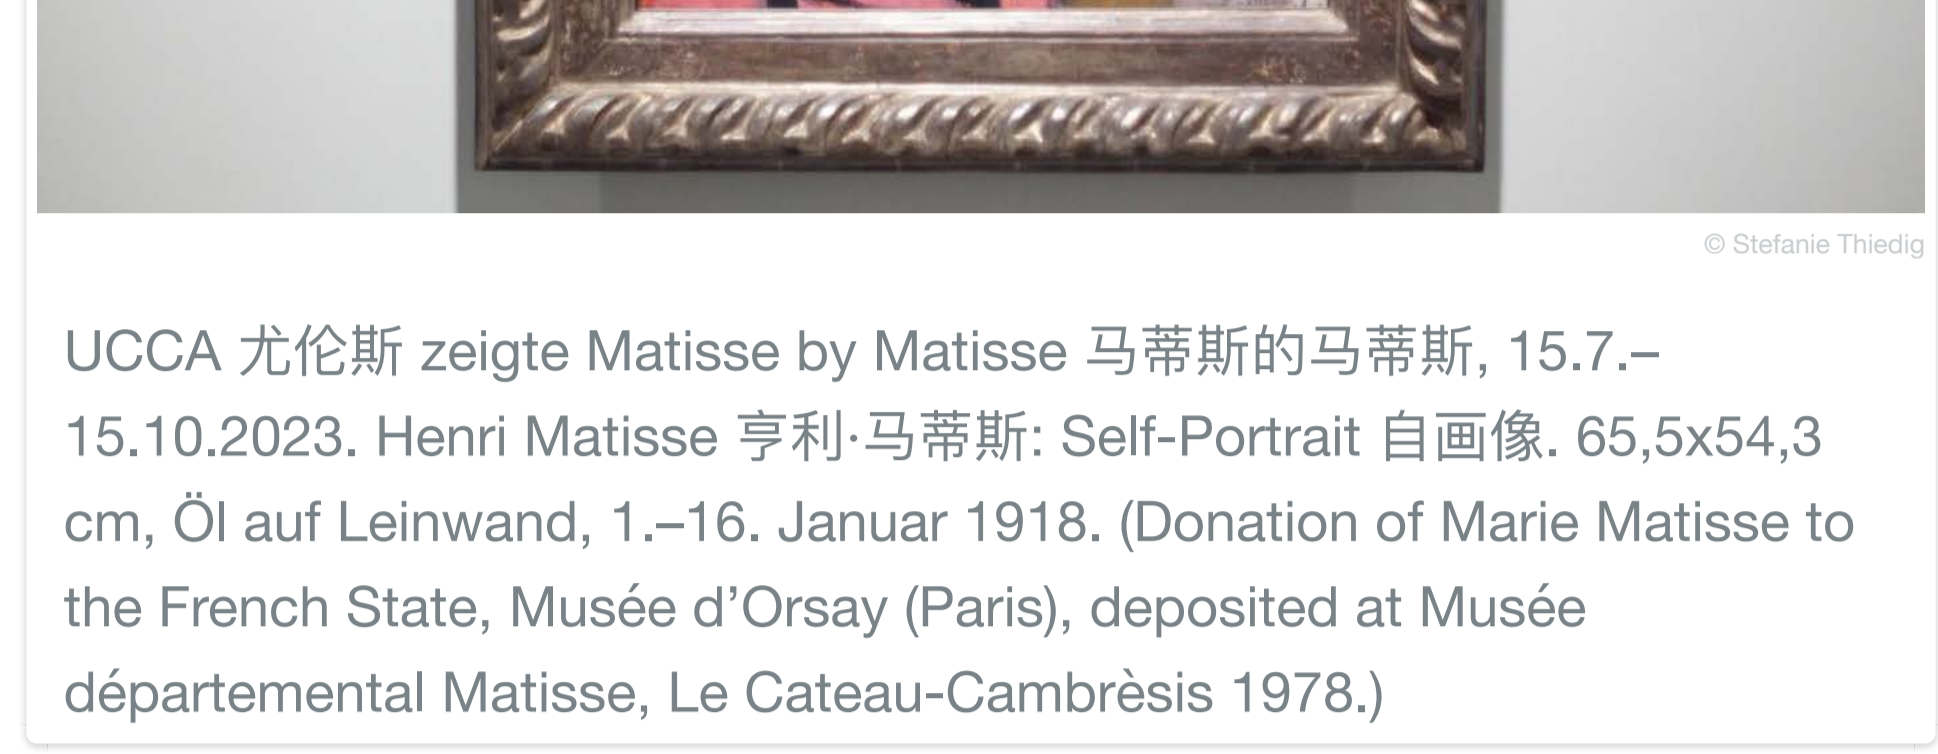 © Stefanie Thiedig
UCCA 尤伦斯 zeigte Matisse by Matisse 马蒂斯的马蒂斯, 15.7.–
15.10.2023. Henri Matisse 亨利·马蒂斯: Self-Portrait 自画像. 65,5x54,3
cm, Öl auf Leinwand, 1.–16. Januar 1918. (Donation of Marie Matisse to
the French State, Musée d’Orsay (Paris), deposited at Musée
départemental Matisse, Le Cateau-Cambrèsis 1978.)